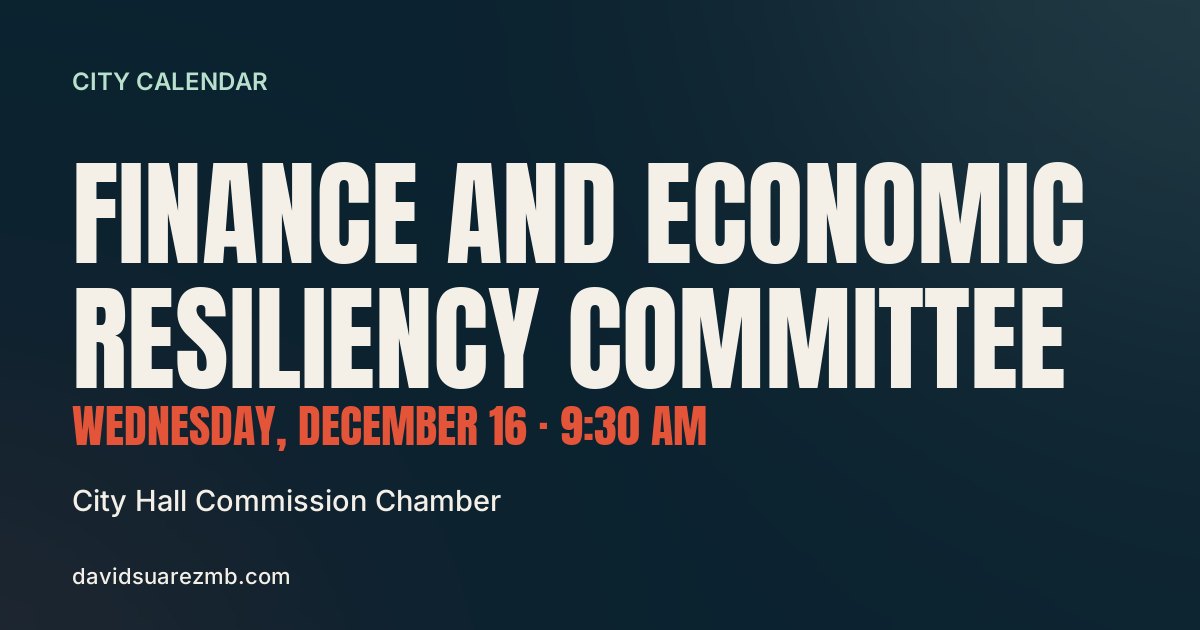 CITY CALENDAR
FINANCE AND ECONOMIC
RESILIENCY COMMITTEE
WEDNESDAY, DECEMBER 16 · 9:30 AM
City Hall Commission Chamber
davidsuarezmb.com